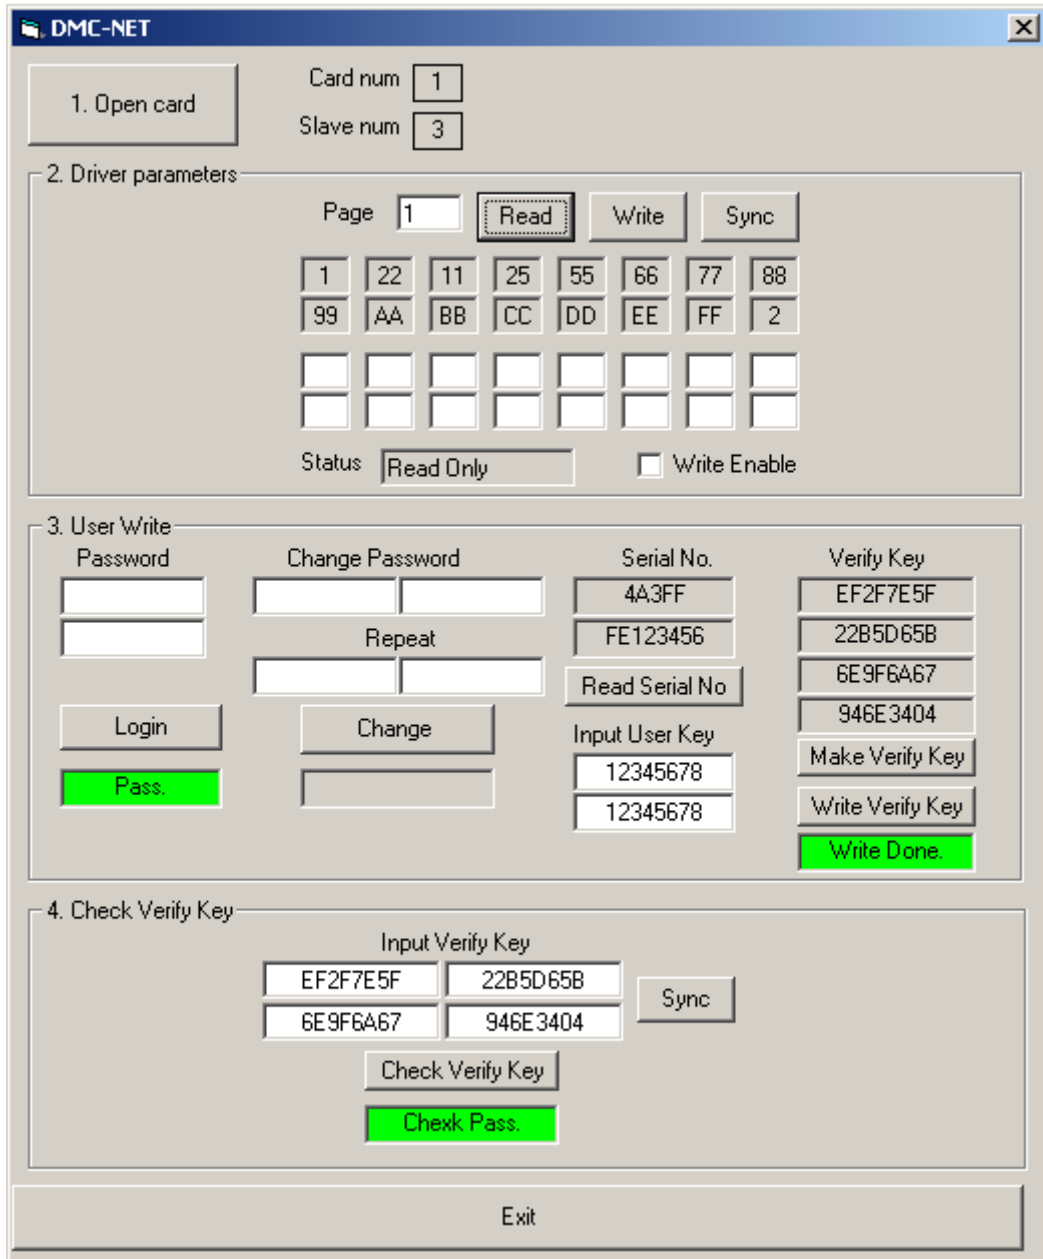 DMC-NET
1. Open card
Card num 1
Slave num 3
2. Driver parameters
Page 1 Read Write Sync
1 22 11 25 55 66 77 88
99 AA BB CC DD EE FF 2
Status Read Only Write Enable
3. User Write
Password Change Password Serial No. Verify Key
4A3FF EF2F7E5F
Repeat FE123456 22B5D65B
Read Serial No 6E9F6A67
Login Change Input User Key 946E3404
Pass. 12345678 Make Verify Key
12345678 Write Verify Key
Write Done.
4. Check Verify Key
Input Verify Key
EF2F7E5F 22B5D65B Sync
6E9F6A67 946E3404
Check Verify Key
Chexk Pass.
Exit